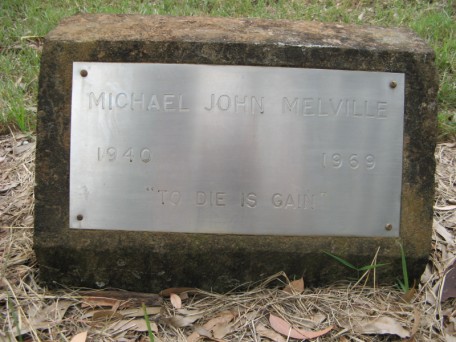 MICHAEL JOHN MELVILLE
1940 1969
"TO DIE IS GAIN"